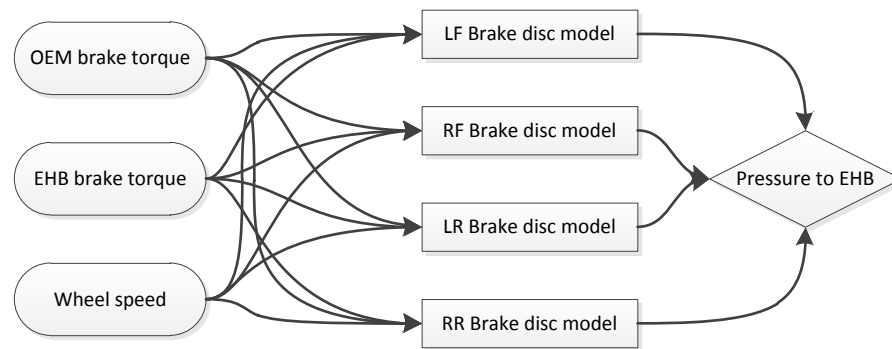 OEM brake torque
EHB brake torque
Wheel speed
LF Brake disc model
RF Brake disc model
LR Brake disc model
RR Brake disc model
Pressure to EHB